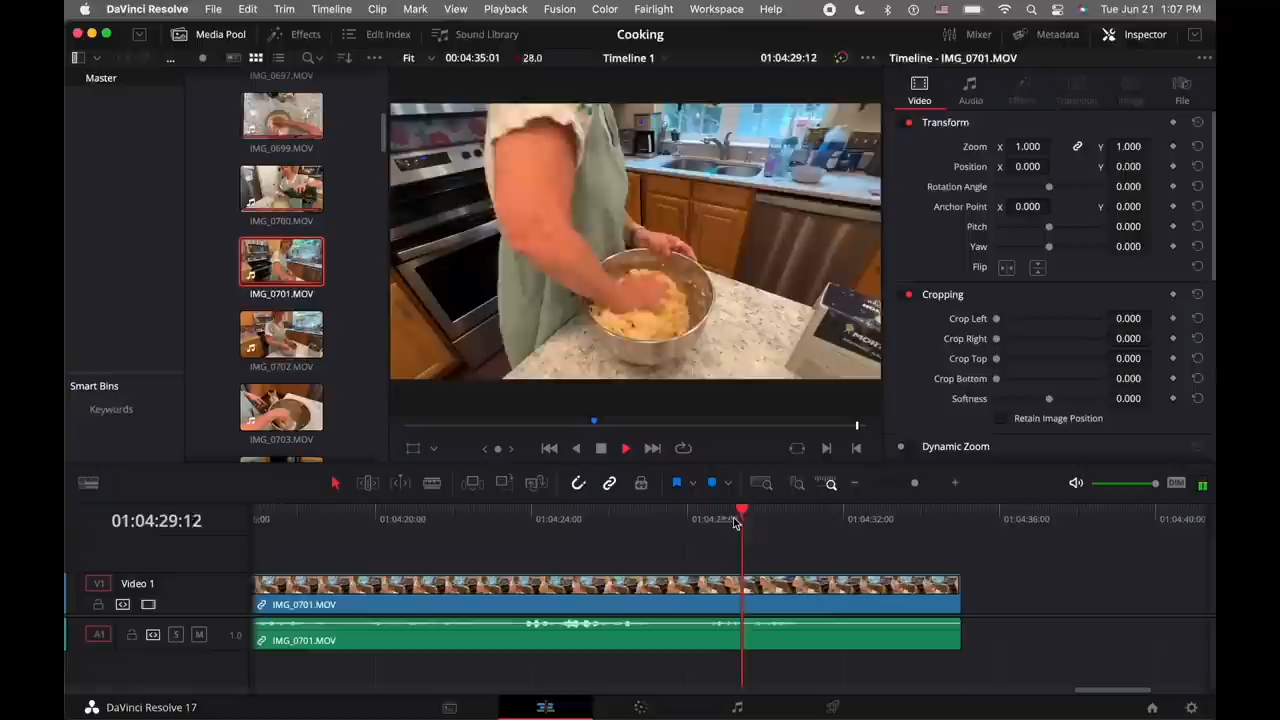 DaVinci Resolve File Edit Trim Timeline Clip Mark View Playback Fusion Color Fairlight Workspace Help Tue Jun 21 1:07 PM
Media Pool Effects Edit Index Sound Library Cooking Mixer Metadata Inspector
Fit 00:04:35:01 28.0 Timeline 1 01:04:29:12 Timeline - IMG_0701.MOV
Master
IMG_0697.MOV
Video Audio Effects Transition Image File
IMG_0699.MOV
IMG_0700.MOV
IMG_0701.MOV
IMG_0702.MOV
IMG_0703.MOV
Smart Bins
Keywords
Transform
Zoom X 1.000 Y 1.000
Position X 0.000 Y 0.000
Rotation Angle 0.000
Anchor Point X 0.000 Y 0.000
Pitch 0.000
Yaw 0.000
Flip
Cropping
Crop Left 0.000
Crop Right 0.000
Crop Top 0.000
Crop Bottom 0.000
Softness 0.000
Retain Image Position
Dynamic Zoom
DIM
01:04:29:12
01:04:20:00 01:04:24:00 01:04:32:00 01:04:36:00 01:04:40:00
V1 Video 1
IMG_0701.MOV
A1 S M 1.0
IMG_0701.MOV
DaVinci Resolve 17